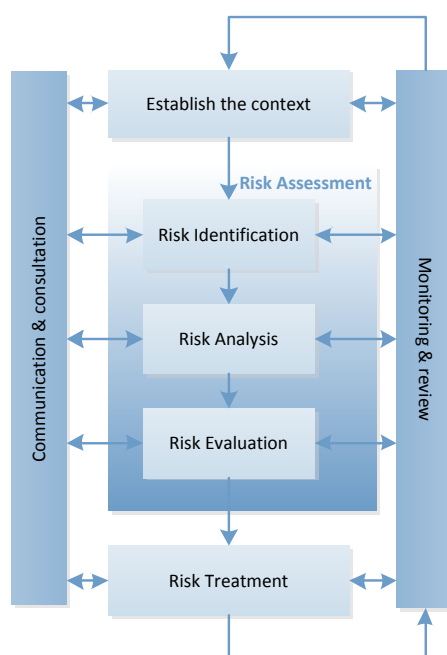 Establish the context
Risk Assessment
Risk Identification
Risk Analysis
Risk Evaluation
Risk Treatment
Communication & consultation
Monitoring & review